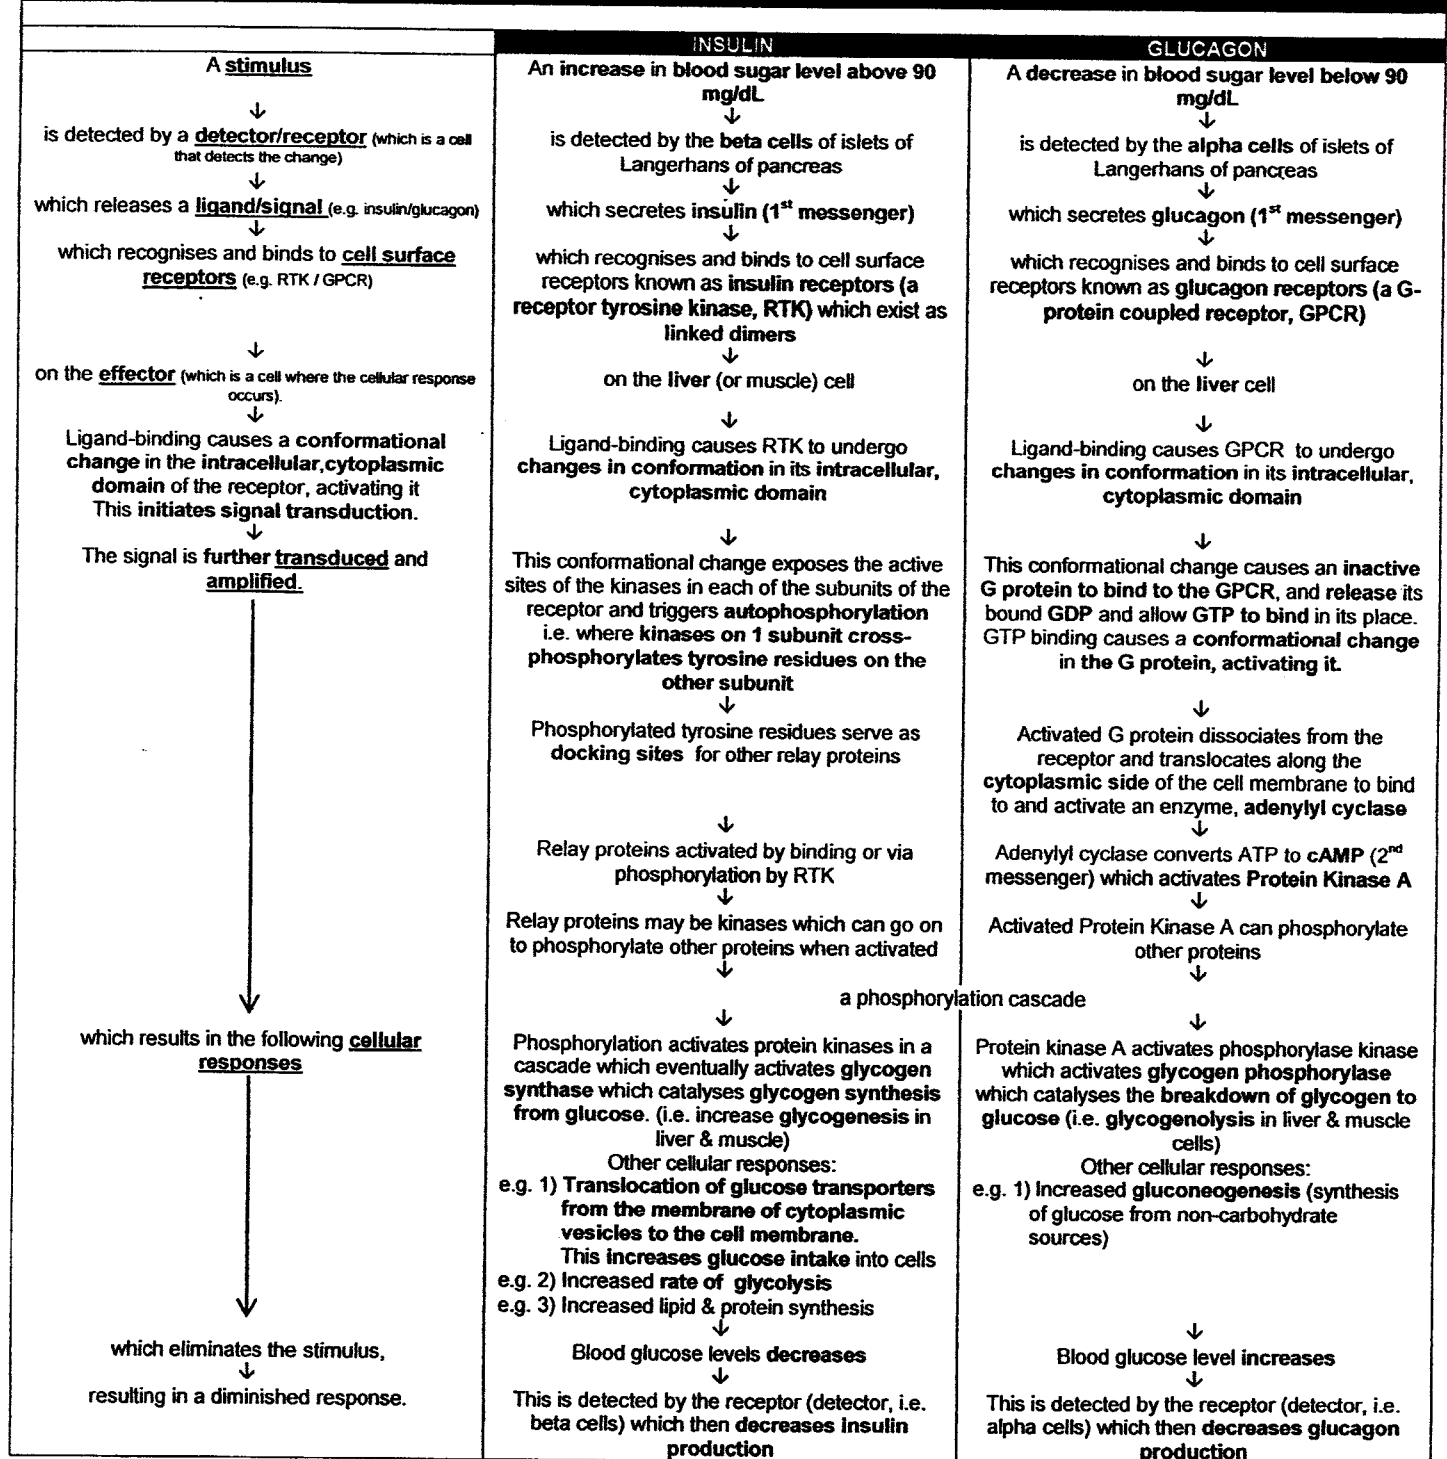 INSULIN
GLUCAGON
A stimulus
↓
is detected by a detector/receptor (which is a cell
that detects the change)
↓
which releases a ligand/signal (e.g. insulin/glucagon)
↓
which recognises and binds to cell surface
receptors (e.g. RTK / GPCR)
↓
on the effector (which is a cell where the cellular response
occurs).
↓
Ligand-binding causes a conformational
change in the intracellular,cytoplasmic
domain of the receptor, activating it
This initiates signal transduction.
↓
The signal is further transduced and
amplified.
which results in the following cellular
responses
which eliminates the stimulus,
↓
resulting in a diminished response.
An increase in blood sugar level above 90
mg/dL
↓
is detected by the beta cells of islets of
Langerhans of pancreas
↓
which secretes insulin (1st messenger)
↓
which recognises and binds to cell surface
receptors known as insulin receptors (a
receptor tyrosine kinase, RTK) which exist as
linked dimers
↓
on the liver (or muscle) cell
↓
Ligand-binding causes RTK to undergo
changes in conformation in its intracellular,
cytoplasmic domain
↓
This conformational change exposes the active
sites of the kinases in each of the subunits of the
receptor and triggers autophosphorylation
i.e. where kinases on 1 subunit cross-
phosphorylates tyrosine residues on the
other subunit
↓
Phosphorylated tyrosine residues serve as
docking sites for other relay proteins
↓
Relay proteins activated by binding or via
phosphorylation by RTK
↓
Relay proteins may be kinases which can go on
to phosphorylate other proteins when activated
↓
a phosphorylation cascade
↓
Phosphorylation activates protein kinases in a
cascade which eventually activates glycogen
synthase which catalyses glycogen synthesis
from glucose. (i.e. increase glycogenesis in
liver & muscle)
Other cellular responses:
e.g. 1) Translocation of glucose transporters
from the membrane of cytoplasmic
vesicles to the cell membrane.
This increases glucose intake into cells
e.g. 2) Increased rate of glycolysis
e.g. 3) Increased lipid & protein synthesis
↓
Blood glucose levels decreases
↓
This is detected by the receptor (detector, i.e.
beta cells) which then decreases insulin
production
A decrease in blood sugar level below 90
mg/dL
↓
is detected by the alpha cells of islets of
Langerhans of pancreas
↓
which secretes glucagon (1st messenger)
↓
which recognises and binds to cell surface
receptors known as glucagon receptors (a G-
protein coupled receptor, GPCR)
↓
on the liver cell
↓
Ligand-binding causes GPCR to undergo
changes in conformation in its intracellular,
cytoplasmic domain
↓
This conformational change causes an inactive
G protein to bind to the GPCR, and release its
bound GDP and allow GTP to bind in its place.
GTP binding causes a conformational change
in the G protein, activating it.
↓
Activated G protein dissociates from the
receptor and translocates along the
cytoplasmic side of the cell membrane to bind
to and activate an enzyme, adenylyl cyclase
↓
Adenylyl cyclase converts ATP to cAMP (2nd
messenger) which activates Protein Kinase A
↓
Activated Protein Kinase A can phosphorylate
other proteins
↓
↓
Protein kinase A activates phosphorylase kinase
which activates glycogen phosphorylase
which catalyses the breakdown of glycogen to
glucose (i.e. glycogenolysis in liver & muscle
cells)
Other cellular responses:
e.g. 1) Increased gluconeogenesis (synthesis
of glucose from non-carbohydrate
sources)
↓
Blood glucose level increases
↓
This is detected by the receptor (detector, i.e.
alpha cells) which then decreases glucagon
production